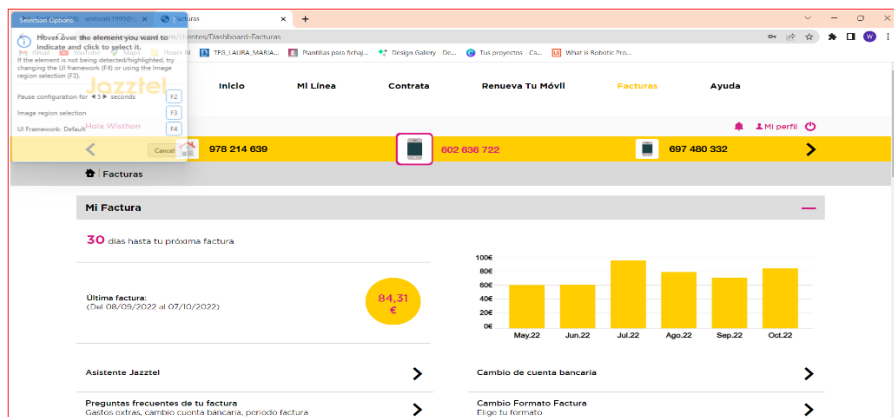 Selection Options
Facturas
Hover over the element you want to
indicate and click to select it.
If the element is not being detected/highlighted, try
changing the UI framework (F4) or using the Image
region selection (F3).
Pause configuration for ◀ 5 ▶ seconds F2
Image region selection F3
UI Framework: Default F4
Cancel
/Dashboard-Facturas
Gmail YouTube Maps TFG_LAURA_MARIA... Plantillas para fichaj... Design Gallery - De... Tus proyectos - Ca... What is Robotic Pro...
Jazztel
Inicio Mi Línea Contrata Renueva Tu Móvil Facturas Ayuda
Hola Wisthon
Mi perfil
978 214 639 602 636 722 697 480 332
Facturas
Mi Factura
30 días hasta tu próxima factura
Última factura:
(Del 08/09/2022 al 07/10/2022)
84,31
€
100€
80€
60€
40€
20€
0€
May.22 Jun.22 Jul.22 Ago.22 Sep.22 Oct.22
Asistente Jazztel
Cambio de cuenta bancaria
Preguntas frecuentes de tu factura
Gastos extras, cambio cuenta bancaria, periodo factura
Cambio Formato Factura
Elige tu formato